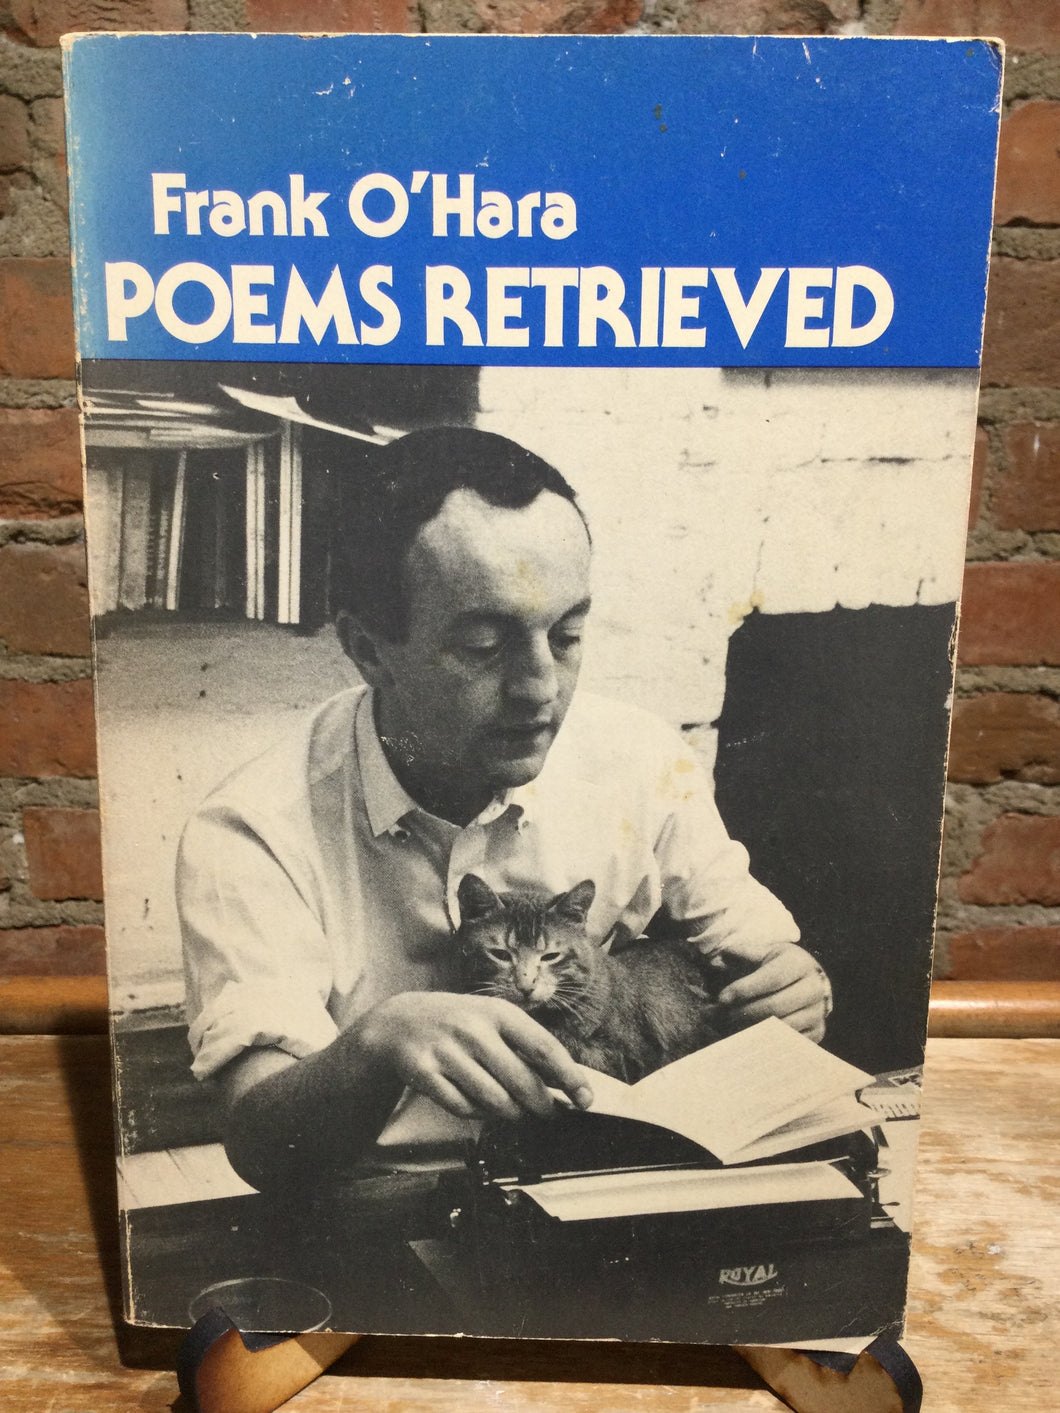 Frank O'Hara
POEMS RETRIEVED
ROYAL